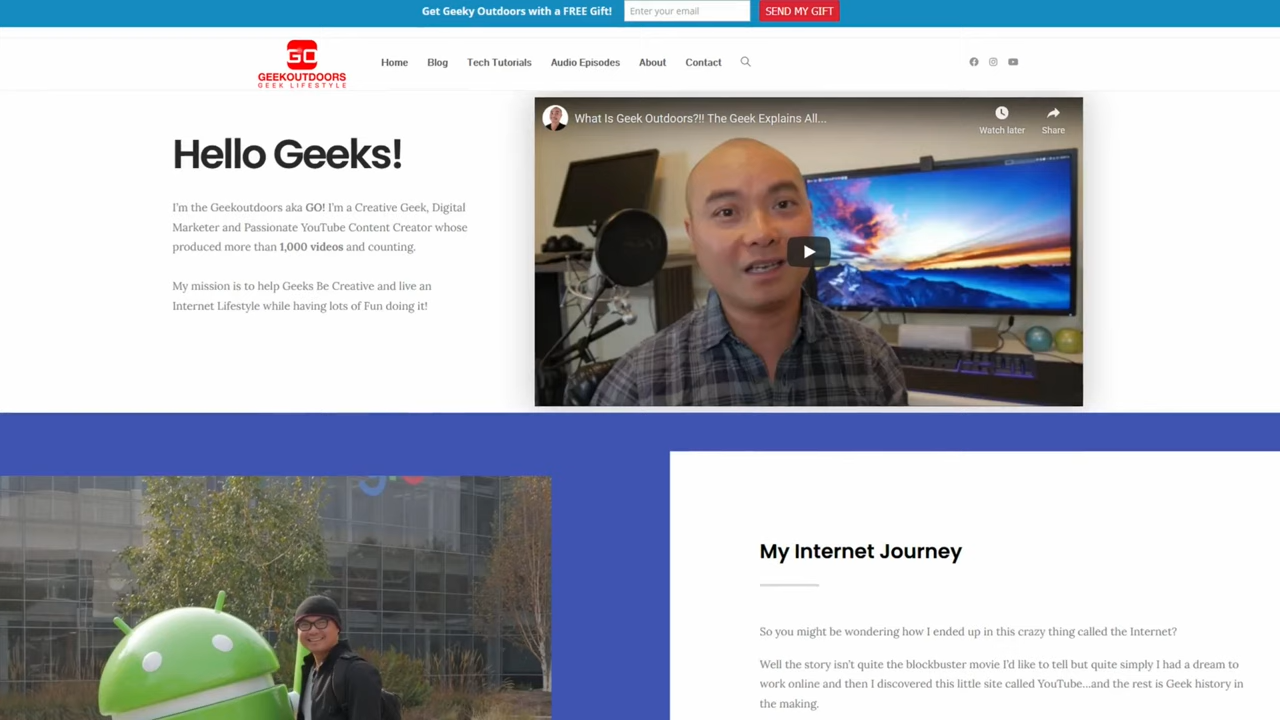 Get Geeky Outdoors with a FREE Gift!
Enter your email
SEND MY GIFT
GO
GEEKOUTDOORS
GEEK LIFESTYLE
Home
Blog
Tech Tutorials
Audio Episodes
About
Contact
Hello Geeks!
I'm the Geekoutdoors aka GO! I'm a Creative Geek, Digital
Marketer and Passionate YouTube Content Creator whose
produced more than 1,000 videos and counting.
My mission is to help Geeks Be Creative and live an
Internet Lifestyle while having lots of Fun doing it!
What Is Geek Outdoors?!! The Geek Explains All...
Watch later
Share
My Internet Journey
So you might be wondering how I ended up in this crazy thing called the Internet?
Well the story isn't quite the blockbuster movie I'd like to tell but quite simply I had a dream to
work online and then I discovered this little site called YouTube...and the rest is Geek history in
the making.